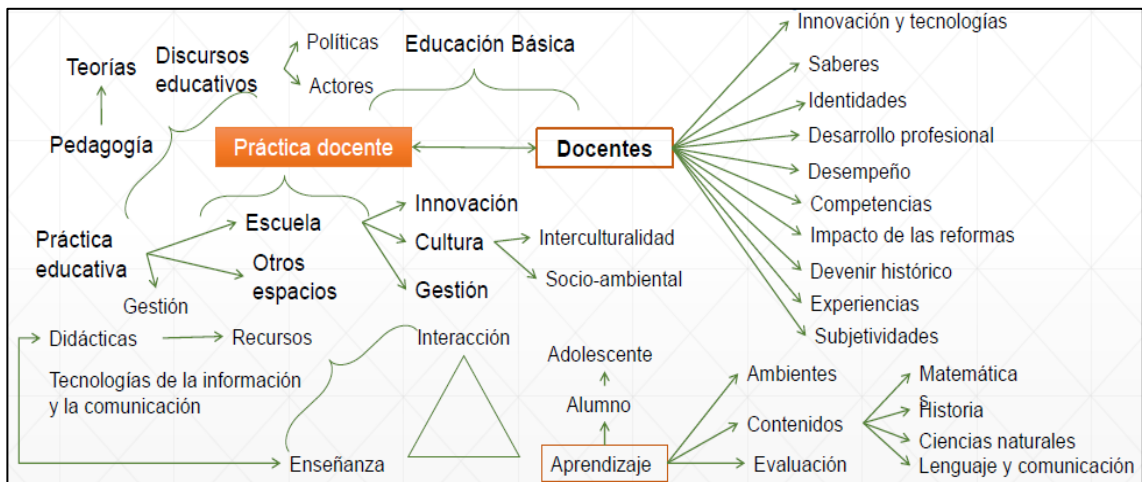 Innovación y tecnologías
Políticas
Educación Básica
Teorías
Discursos
educativos
Saberes
Actores
Identidades
Pedagogía
Práctica docente
Docentes
Desarrollo profesional
Desempeño
Innovación
Competencias
Escuela
Práctica
educativa
Cultura
Interculturalidad
Impacto de las reformas
Otros
espacios
Socio-ambiental
Devenir histórico
Gestión
Gestión
Experiencias
Didácticas
Recursos
Interacción
Subjetividades
Adolescente
Tecnologías de la información
y la comunicación
Ambientes
Matemática
s
Alumno
Historia
Contenidos
Ciencias naturales
Enseñanza
Aprendizaje
Evaluación
Lenguaje y comunicación